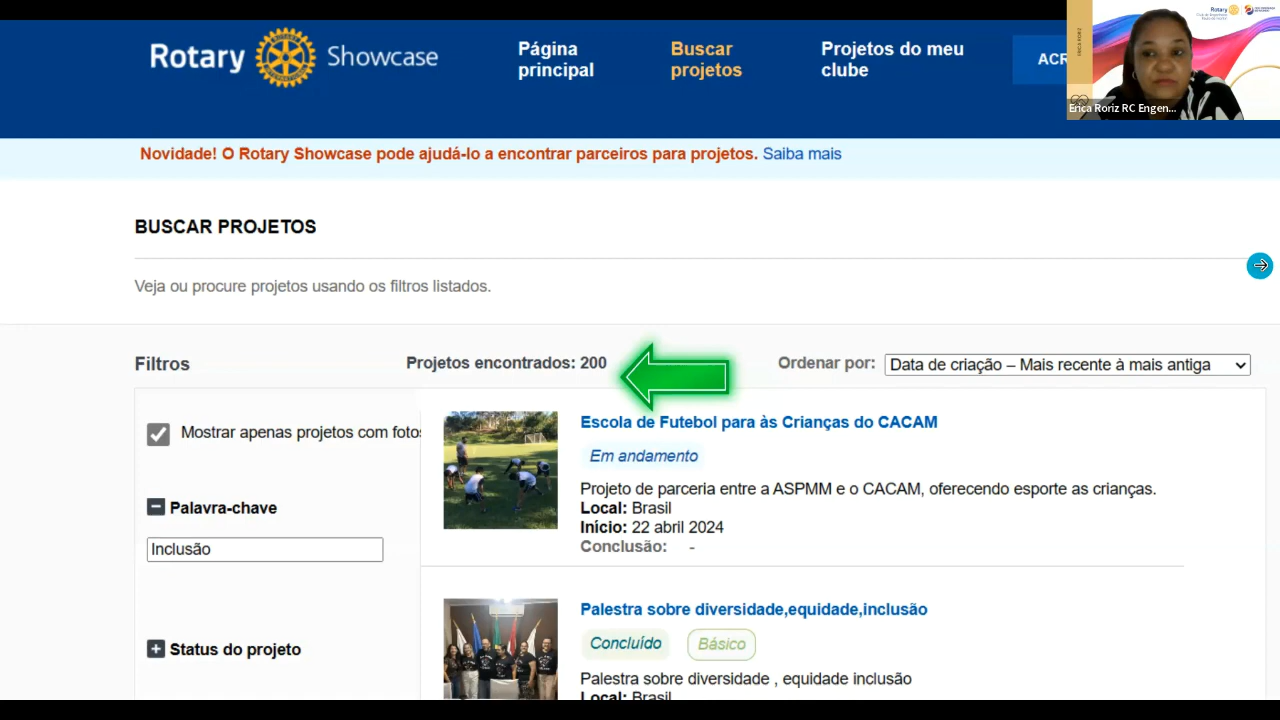 Rotary Showcase
Página principal
Buscar projetos
Projetos do meu clube
ACR
Rotary
ERICA RORIZ
Erica Roriz RC Engen...
Novidade! O Rotary Showcase pode ajudá-lo a encontrar parceiros para projetos. Saiba mais
BUSCAR PROJETOS
Veja ou procure projetos usando os filtros listados.
Filtros
Projetos encontrados: 200
Ordenar por: Data de criação – Mais recente à mais antiga
Mostrar apenas projetos com fotos
Palavra-chave
Inclusão
Status do projeto
Escola de Futebol para às Crianças do CACAM
Em andamento
Projeto de parceria entre a ASPMM e o CACAM, oferecendo esporte as crianças.
Local: Brasil
Início: 22 abril 2024
Conclusão: -
Palestra sobre diversidade,equidade,inclusão
Concluído Básico
Palestra sobre diversidade , equidade inclusão
Local: Brasil